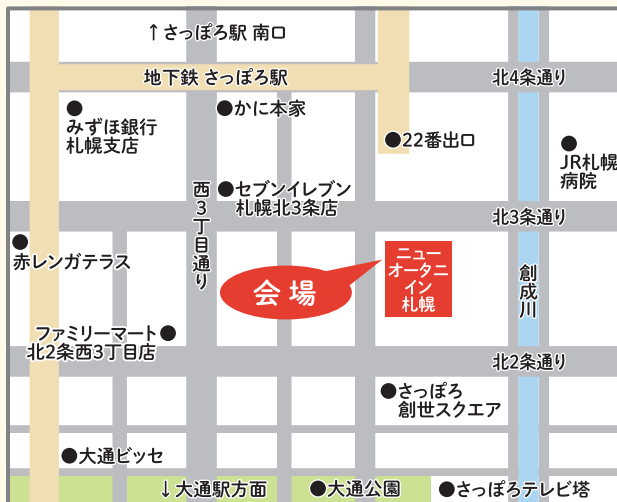 ↑さっぽろ駅 南口
地下鉄 さっぽろ駅
北4条通り
●かに本家
みずほ銀行
札幌支店
●22番出口
JR札幌
病院
●セブンイレブン
札幌北3条店
西3丁目通り
北3条通り
赤レンガテラス
会場
ニュー
オータニ
イン
札幌
創成川
ファミリーマート●
北2条西3丁目店
北2条通り
●さっぽろ
創世スクエア
●大通ビッセ
↓大通駅方面
●大通公園
●さっぽろテレビ塔